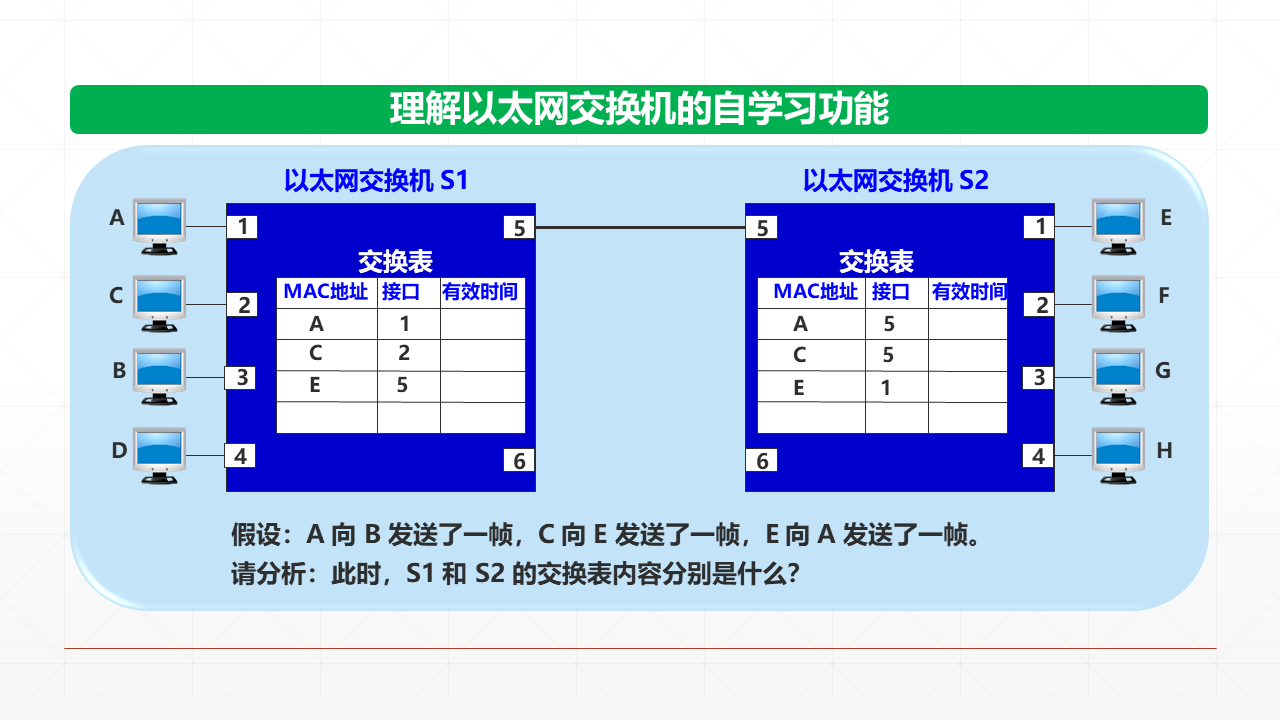 理解以太网交换机的自学习功能
以太网交换机 S1
以太网交换机 S2
A
1
5
5
1
E
交换表
交换表
MAC地址 接口 有效时间
MAC地址 接口 有效时间
C
2
2
F
A 1
A 5
C 2
C 5
B
3
3
G
E 5
E 1
D
4
6
6
4
H
假设：A 向 B 发送了一帧，C 向 E 发送了一帧，E 向 A 发送了一帧。
请分析：此时，S1 和 S2 的交换表内容分别是什么？